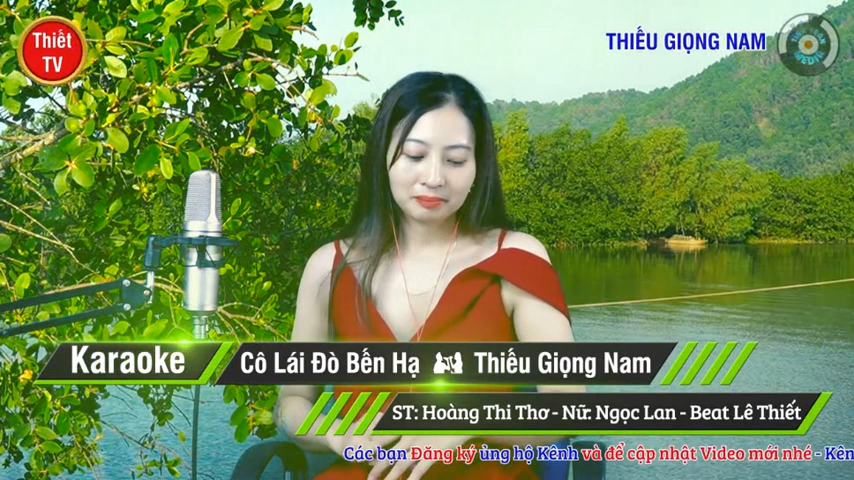 Thiết
TV
THIẾU GIỌNG NAM
Karaoke
Cô Lái Đò Bến Hạ
Thiếu Giọng Nam
ST: Hoàng Thi Thơ - Nữ: Ngọc Lan - Beat Lê Thiết
Các bạn Đăng ký ủng hộ Kênh và để cập nhật Video mới nhé - Kên